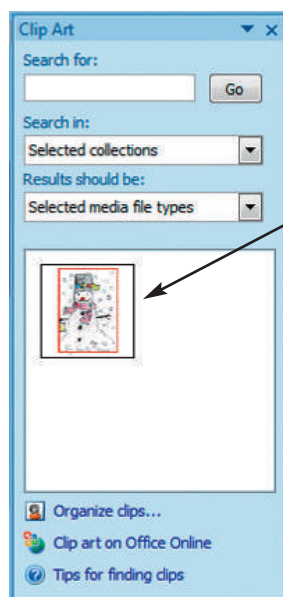 Clip Art
Search for:
Go
Search in:
Selected collections
Results should be:
Selected media file types
Organize clips...
Clip art on Office Online
Tips for finding clips